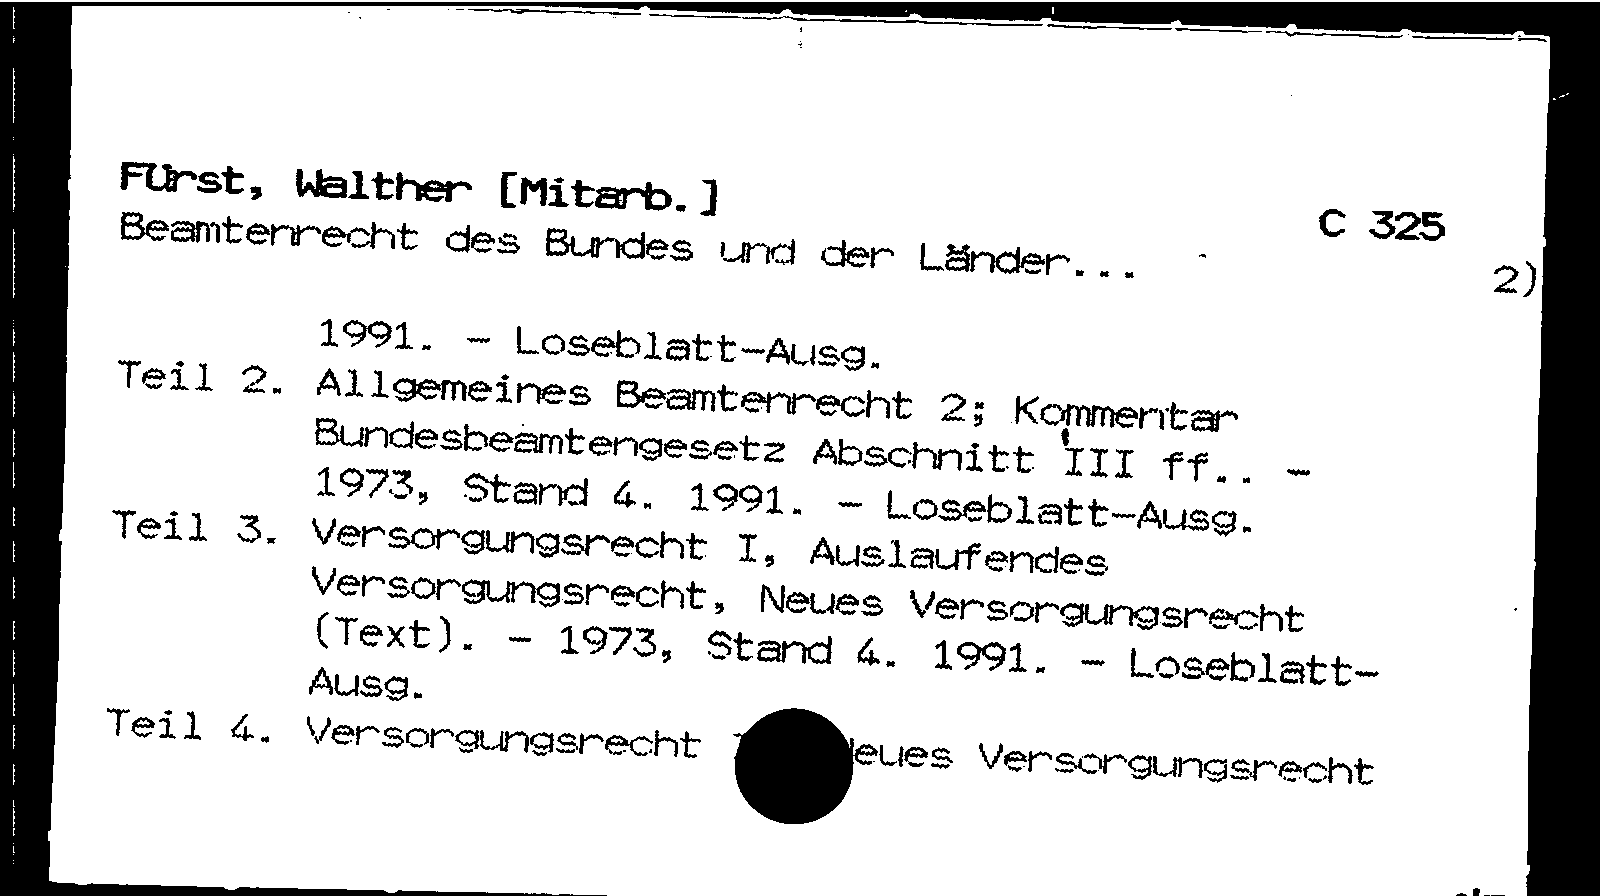 Fürst, Walther [Mitarb.]
C 325
Beamtenrecht des Bundes und der Länder...
2)
1991. - Loseblatt-Ausg.
Teil 2. Allgemeines Beamtenrecht 2; Kommentar
Bundesbeamtengesetz Abschnitt III ff.. -
1973, Stand 4. 1991. - Loseblatt-Ausg.
Teil 3. Versorgungsrecht I, Auslaufendes
Versorgungsrecht, Neues Versorgungsrecht
(Text). - 1973, Stand 4. 1991. - Loseblatt-
Ausg.
Teil 4. Versorgungsrecht eues Versorgungsrecht